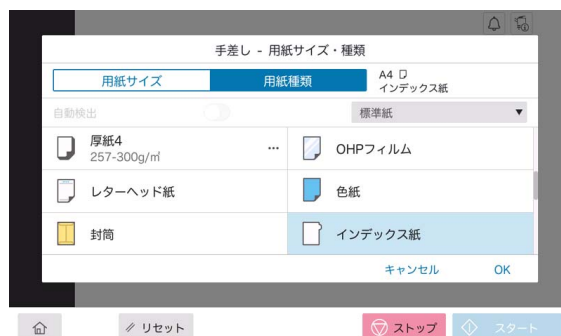 手差し - 用紙サイズ・種類
用紙サイズ
用紙種類
A4
インデックス紙
自動検出
標準紙
厚紙4
257-300g/㎡
OHPフィルム
レターヘッド紙
色紙
封筒
インデックス紙
キャンセル
OK
リセット
ストップ
スタート